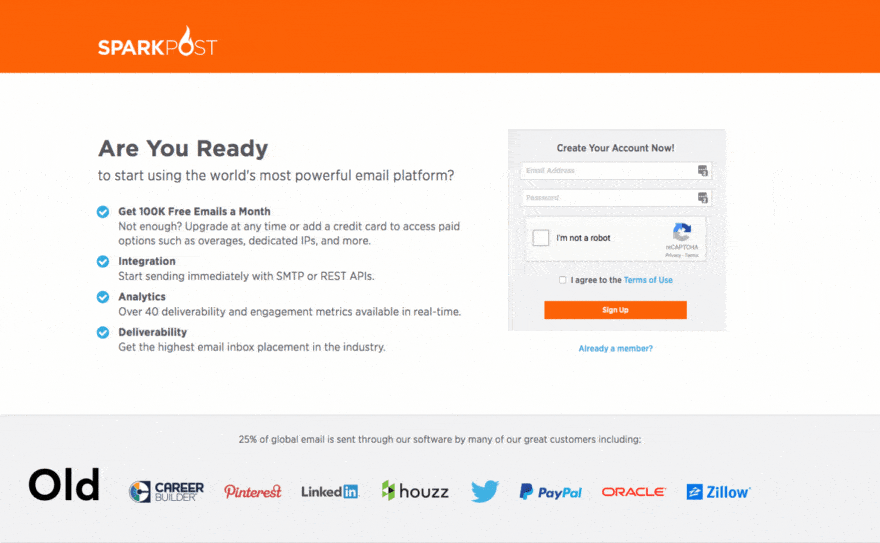 SPARKPOST
Are You Ready
to start using the world's most powerful email platform?
Get 100K Free Emails a Month
Not enough? Upgrade at any time or add a credit card to access paid
options such as overages, dedicated IPs, and more.
Integration
Start sending immediately with SMTP or REST APIs.
Analytics
Over 40 deliverability and engagement metrics available in real-time.
Deliverability
Get the highest email inbox placement in the industry.
Create Your Account Now!
Email Address
Password
I'm not a robot
reCAPTCHA
Privacy - Terms
I agree to the Terms of Use
Sign Up
Already a member?
25% of global email is sent through our software by many of our great customers including:
Old
CAREER
BUILDER
Pinterest
Linked in
houzz
PayPal
ORACLE
Zillow